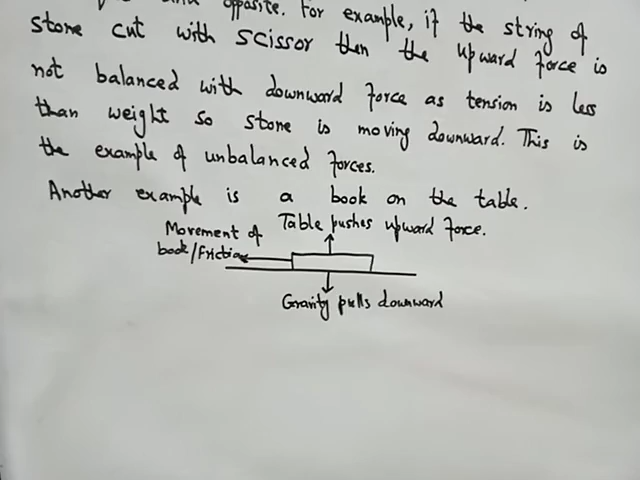 opposite. For example, if the string of
stone cut with scissor then the upward force is
not balanced with downward force as tension is less
than weight so stone is moving downward. This is
the example of unbalanced forces.
Another example is a book on the table.
Movement of
book/Friction
Table pushes upward force.
Gravity pulls downward